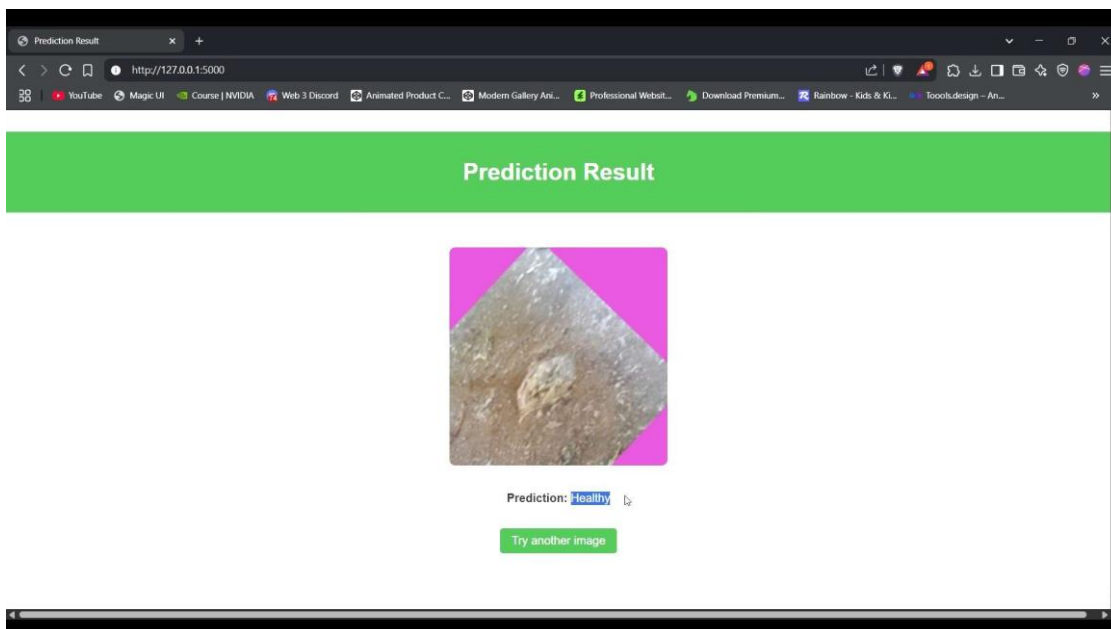 Prediction Result
http://127.0.0.1:5000
YouTube Magic UI Course | NVIDIA Web 3 Discord Animated Product C... Modern Gallery Ani... Professional Websit... Download Premium... Rainbow - Kids & Ki... Toools.design – An...
Prediction Result
Prediction: Healthy
Try another image